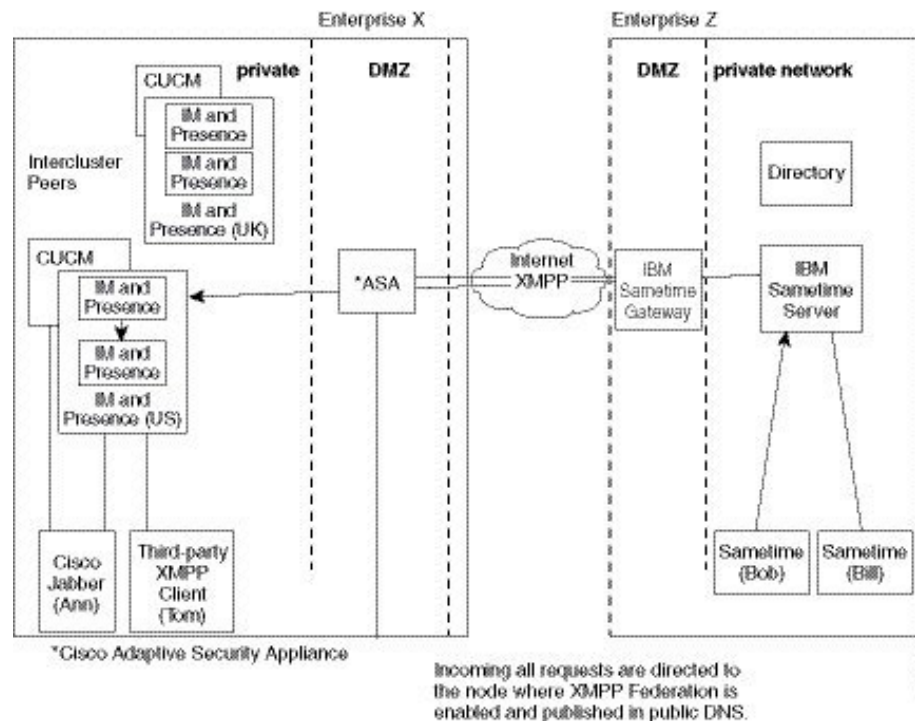 Enterprise X
Enterprise Z
private
DMZ
DMZ
private network
CUCM
IM and
Presence
IM and
Presence
IM and
Presence (UK)
Intercluster
Peers
CUCM
IM and
Presence
IM and
Presence
IM and
Presence (US)
*ASA
Internet
XMPP
IBM
Sametime
Gateway
Directory
IBM
Sametime
Server
Cisco
Jabber
(Ann)
Third-party
XMPP
Client
(Tom)
Sametime
(Bob)
Sametime
(Bill)
*Cisco Adaptive Security Appliance
Incoming all requests are directed to
the node where XMPP Federation is
enabled and published in public DNS.